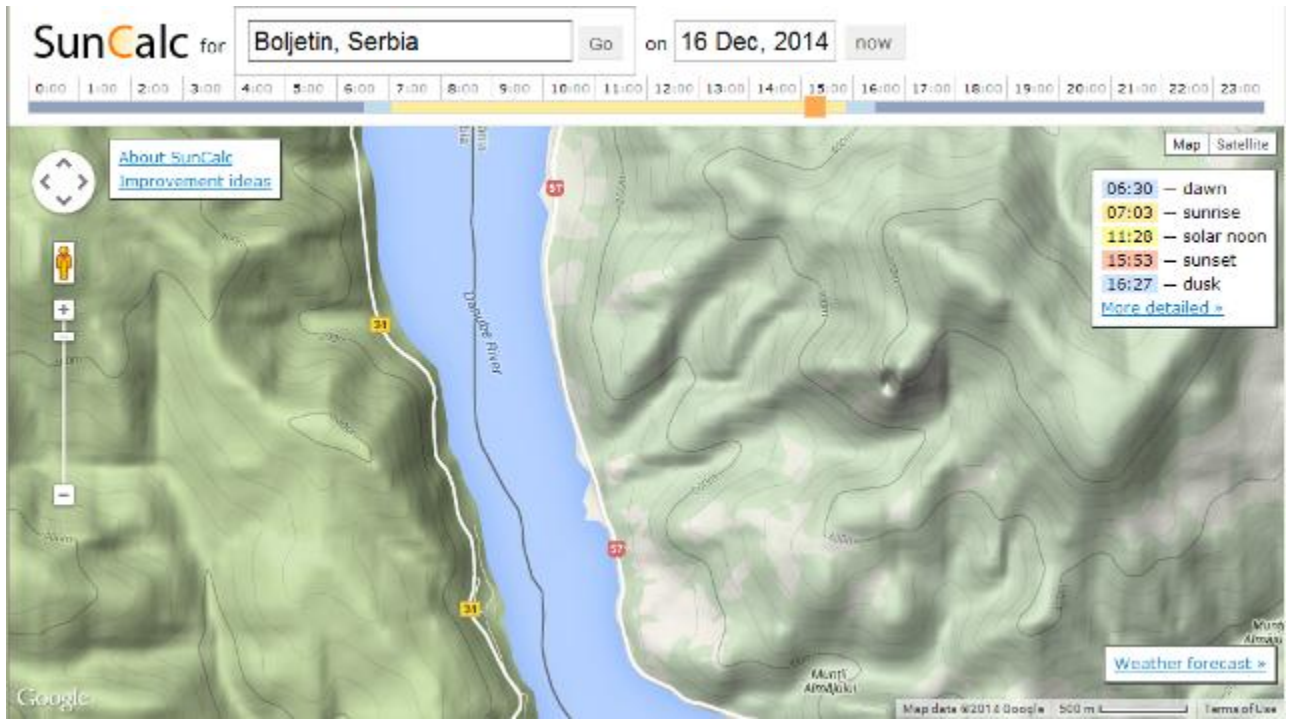 SunCalc for Boljetin, Serbia Go on 16 Dec, 2014 now
0:00 1:00 2:00 3:00 4:00 5:00 6:00 7:00 8:00 9:00 10:00 11:00 12:00 13:00 14:00 15:00 16:00 17:00 18:00 19:00 20:00 21:00 22:00 23:00
About SunCalc
Improvement ideas
Map Satellite
57
06:30 — dawn
07:03 — sunrise
11:28 — solar noon
15:53 — sunset
16:27 — dusk
More detailed »
34
Danube River
57
34
Munții
Almăjului
Weather forecast »
Google
Map data ©2014 Google 500 m Terms of Use